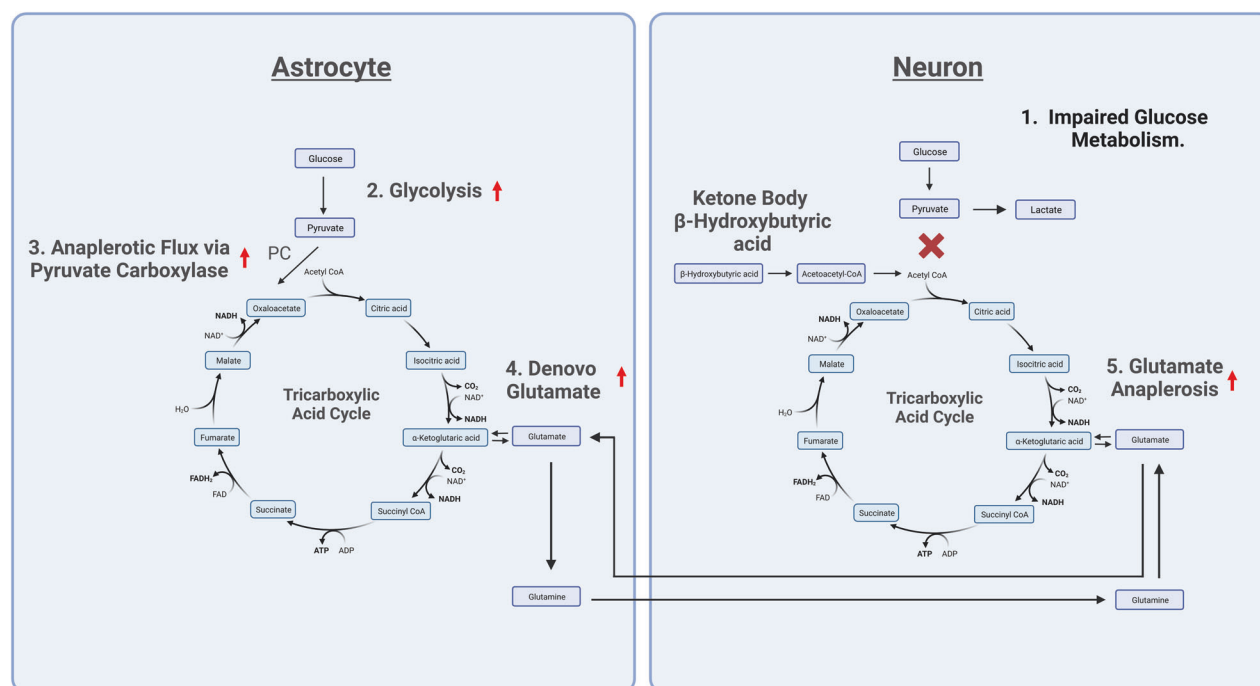 Astrocyte
Glucose
2. Glycolysis
Pyruvate
3. Anaplerotic Flux via
Pyruvate Carboxylase
PC
Acetyl CoA
Oxaloacetate
Citric acid
NADH
NAD⁺
Malate
Isocitric acid
4. Denovo
Glutamate
CO₂
NAD⁺
NADH
Tricarboxylic
Acid Cycle
H₂O
Fumarate
α-Ketoglutaric acid
Glutamate
CO₂
NAD⁺
NADH
FADH₂
FAD
Succinate
Succinyl CoA
ATP
ADP
Glutamine
Neuron
1. Impaired Glucose
Metabolism.
Glucose
Ketone Body
β-Hydroxybutyric
acid
Pyruvate
Lactate
β-Hydroxybutyric acid
Acetoacetyl-CoA
Acetyl CoA
Oxaloacetate
Citric acid
NADH
NAD⁺
Malate
Isocitric acid
5. Glutamate
Anaplerosis
CO₂
NAD⁺
NADH
Tricarboxylic
Acid Cycle
H₂O
Fumarate
α-Ketoglutaric acid
Glutamate
CO₂
NAD⁺
NADH
FADH₂
FAD
Succinate
Succinyl CoA
ATP
ADP
Glutamine